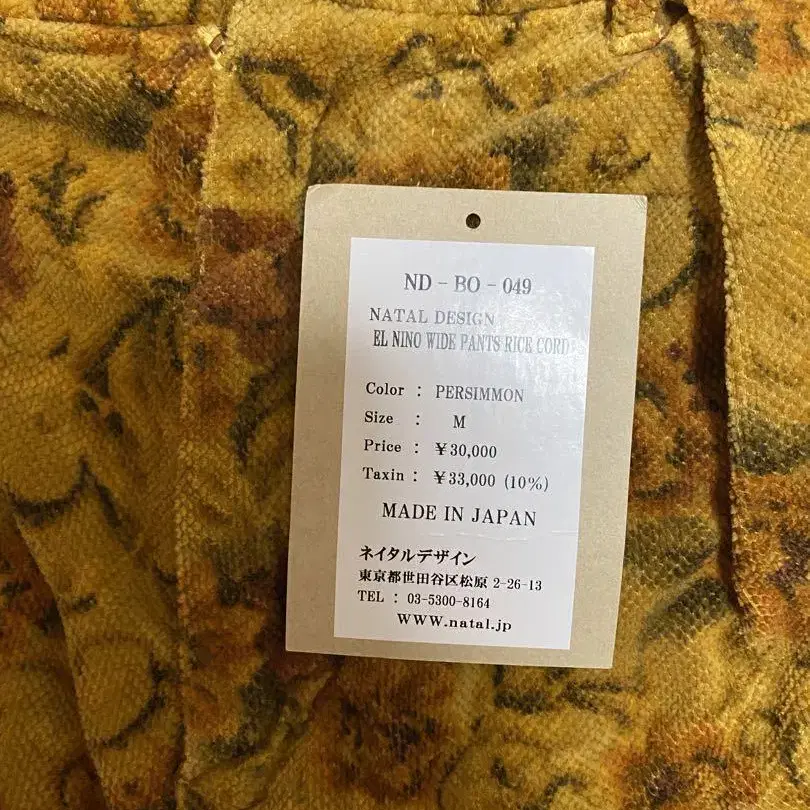 ND - BO - 049
NATAL DESIGN
EL NINO WIDE PANTS RICE CORD
Color : PERSIMMON
Size : M
Price : ¥30,000
Taxin : ¥33,000 (10%)
MADE IN JAPAN
ネイタルデザイン
東京都世田谷区松原 2-26-13
TEL : 03-5300-8164
WWW.natal.jp